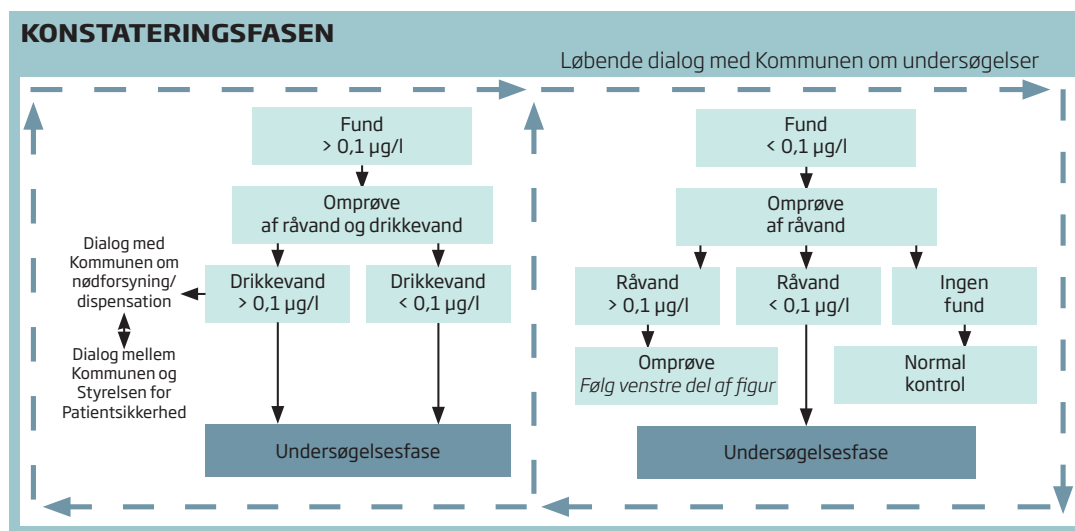 KONSTATERINGSFASEN
Løbende dialog med Kommunen om undersøgelser
Fund
> 0,1 µg/l
Omprøve
af råvand og drikkevand
Dialog med
Kommunen om
nødforsyning/
dispensation
Drikkevand
> 0,1 µg/l
Drikkevand
< 0,1 µg/l
Dialog mellem
Kommunen og
Styrelsen for
Patientsikkerhed
Undersøgelsesfase
Fund
< 0,1 µg/l
Omprøve
af råvand
Råvand
> 0,1 µg/l
Råvand
< 0,1 µg/l
Ingen
fund
Omprøve
Følg venstre del af figur
Normal
kontrol
Undersøgelsesfase